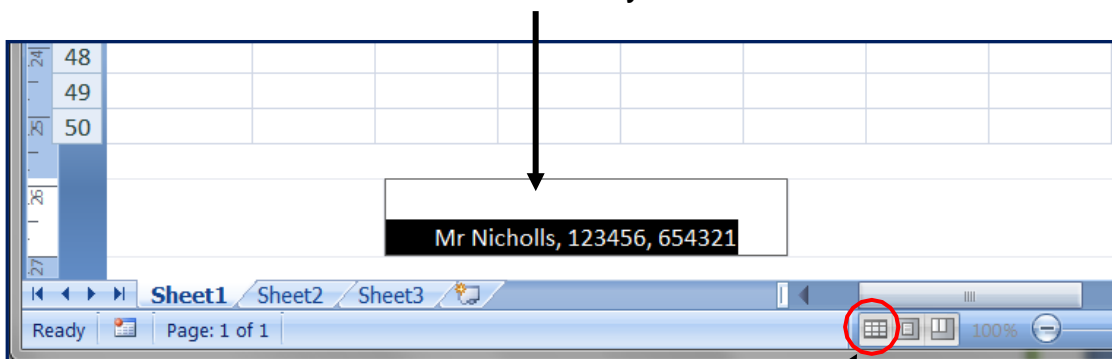 24 48
49
25 50
26
Mr Nicholls, 123456, 654321
27
Sheet1 Sheet2 Sheet3
Ready Page: 1 of 1 100%